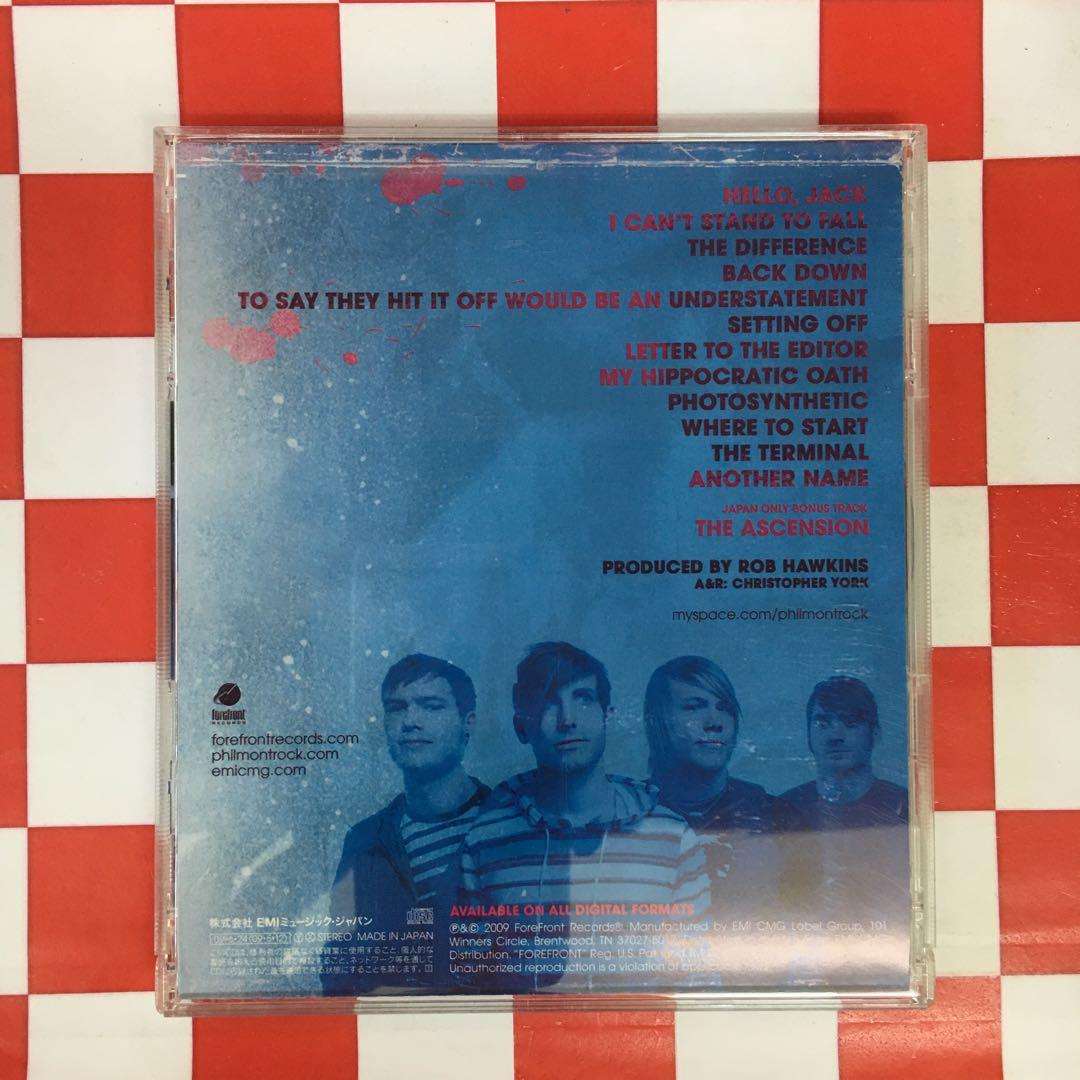 HELLO, JACK
I CAN'T STAND TO FALL
THE DIFFERENCE
BACK DOWN
TO SAY THEY HIT IT OFF WOULD BE AN UNDERSTATEMENT
SETTING OFF
LETTER TO THE EDITOR
MY HIPPOCRATIC OATH
PHOTOSYNTHETIC
WHERE TO START
THE TERMINAL
ANOTHER NAME
JAPAN ONLY BONUS TRACK
THE ASCENSION
PRODUCED BY ROB HAWKINS
A&R: CHRISTOPHER YORK
myspace.com/philmontrock
forefront
RECORDS
forefrontrecords.com
philmontrock.com
emicmg.com
株式会社 EMIミュージック・ジャパン
STEREO MADE IN JAPAN
AVAILABLE ON ALL DIGITAL FORMATS
℗&© 2009 ForeFront Records®. Manufactured by EMI CMG Label Group, 101
Winners Circle, Brentwood, TN 37027
Distribution. "FOREFRONT" Reg. U.S. Pat
Unauthorized reproduction is a violation of